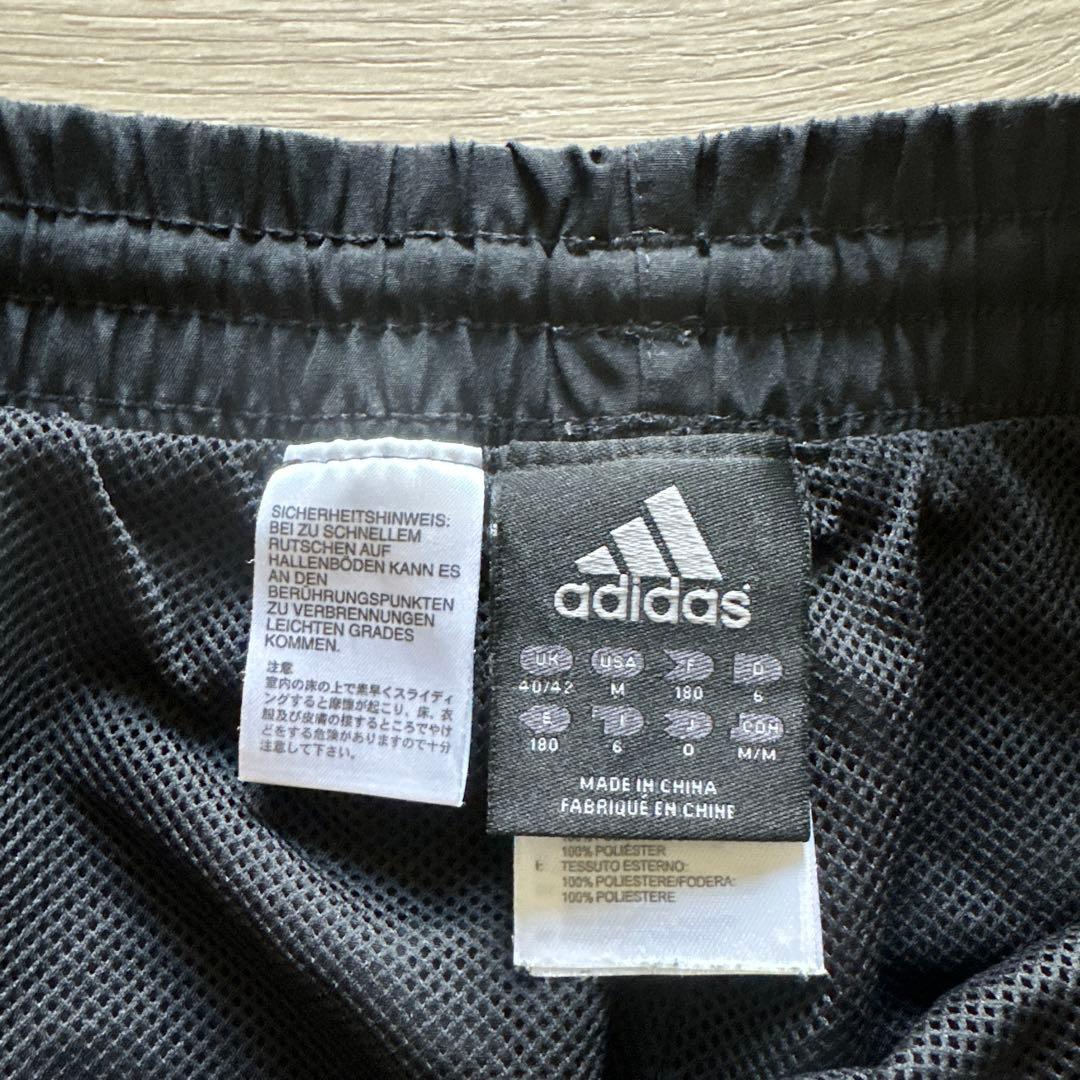 SICHERHEITSHINWEIS:
BEI ZU SCHNELLEM
RUTSCHEN AUF
HALLENBÖDEN KANN ES
AN DEN
BERÜHRUNGSPUNKTEN
ZU VERBRENNUNGEN
LEICHTEN GRADES
KOMMEN.
注意
室内の床の上で素早くスライディ
ングすると摩擦が起こり、床、衣
服及び皮膚の接するところでやけ
どをする危険がありますので十分
注意して下さい。
adidas
UK USA F D
40/42 M 180 6
E I J CDN
180 6 O M/M
MADE IN CHINA
FABRIQUÉ EN CHINE
100% POLIÉSTER
TESSUTO ESTERNO:
100% POLIESTERE/FODERA:
100% POLIESTERE